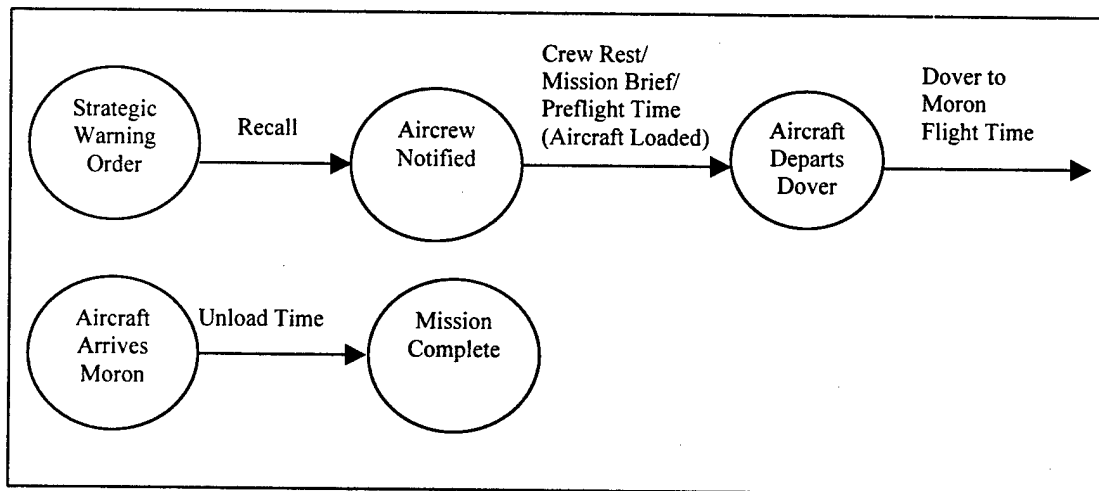 Strategic
Warning
Order
Recall
Aircrew
Notified
Crew Rest/
Mission Brief/
Preflight Time
(Aircraft Loaded)
Aircraft
Departs
Dover
Dover to
Moron
Flight Time
Aircraft
Arrives
Moron
Unload Time
Mission
Complete